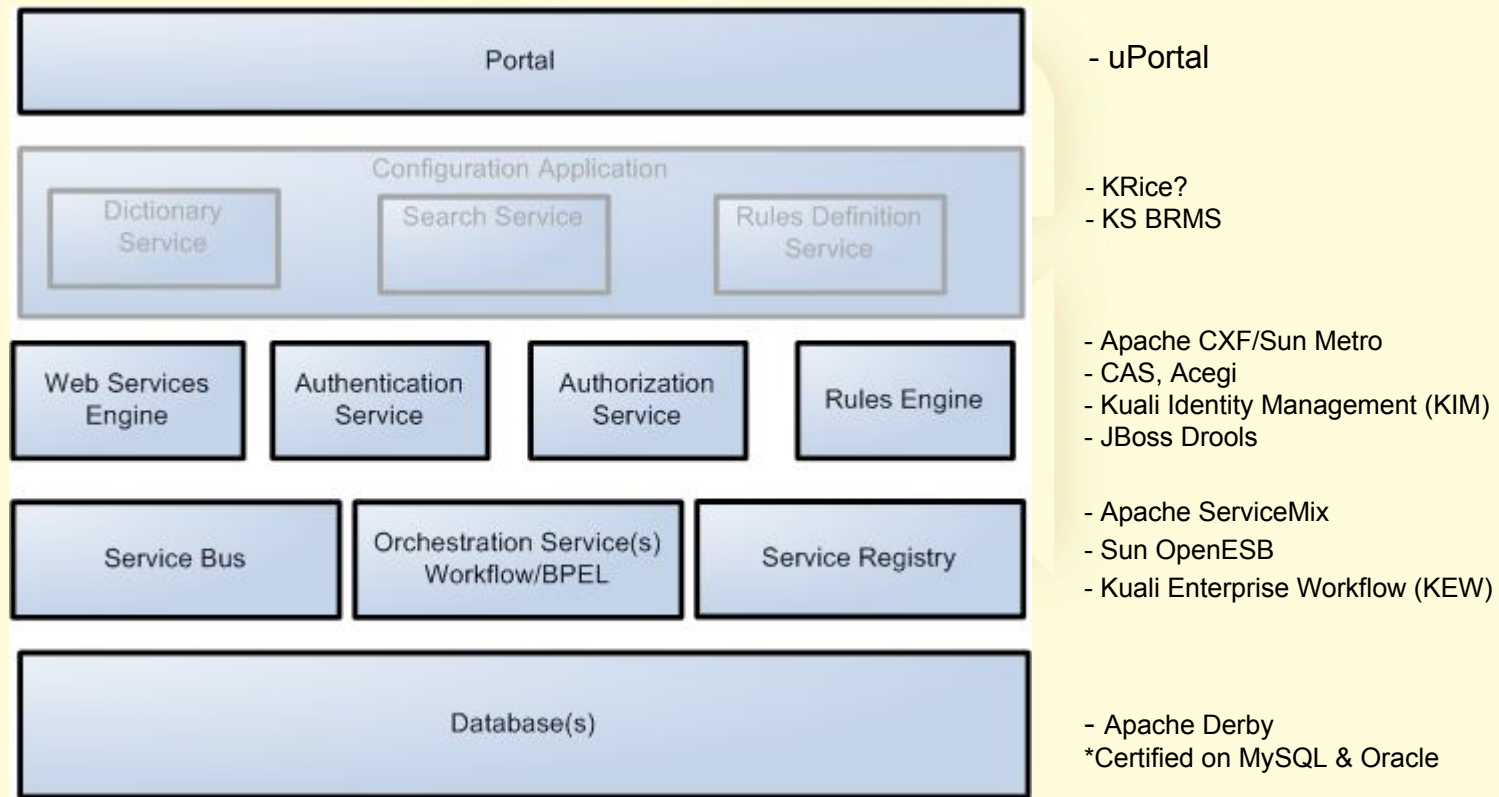 Portal
- uPortal
Configuration Application
Dictionary
Service
Search Service
Rules Definition
Service
- KRice?
- KS BRMS
Web Services
Engine
Authentication
Service
Authorization
Service
Rules Engine
- Apache CXF/Sun Metro
- CAS, Acegi
- Kuali Identity Management (KIM)
- JBoss Drools
Service Bus
Orchestration Service(s)
Workflow/BPEL
Service Registry
- Apache ServiceMix
- Sun OpenESB
- Kuali Enterprise Workflow (KEW)
Database(s)
- Apache Derby
*Certified on MySQL & Oracle